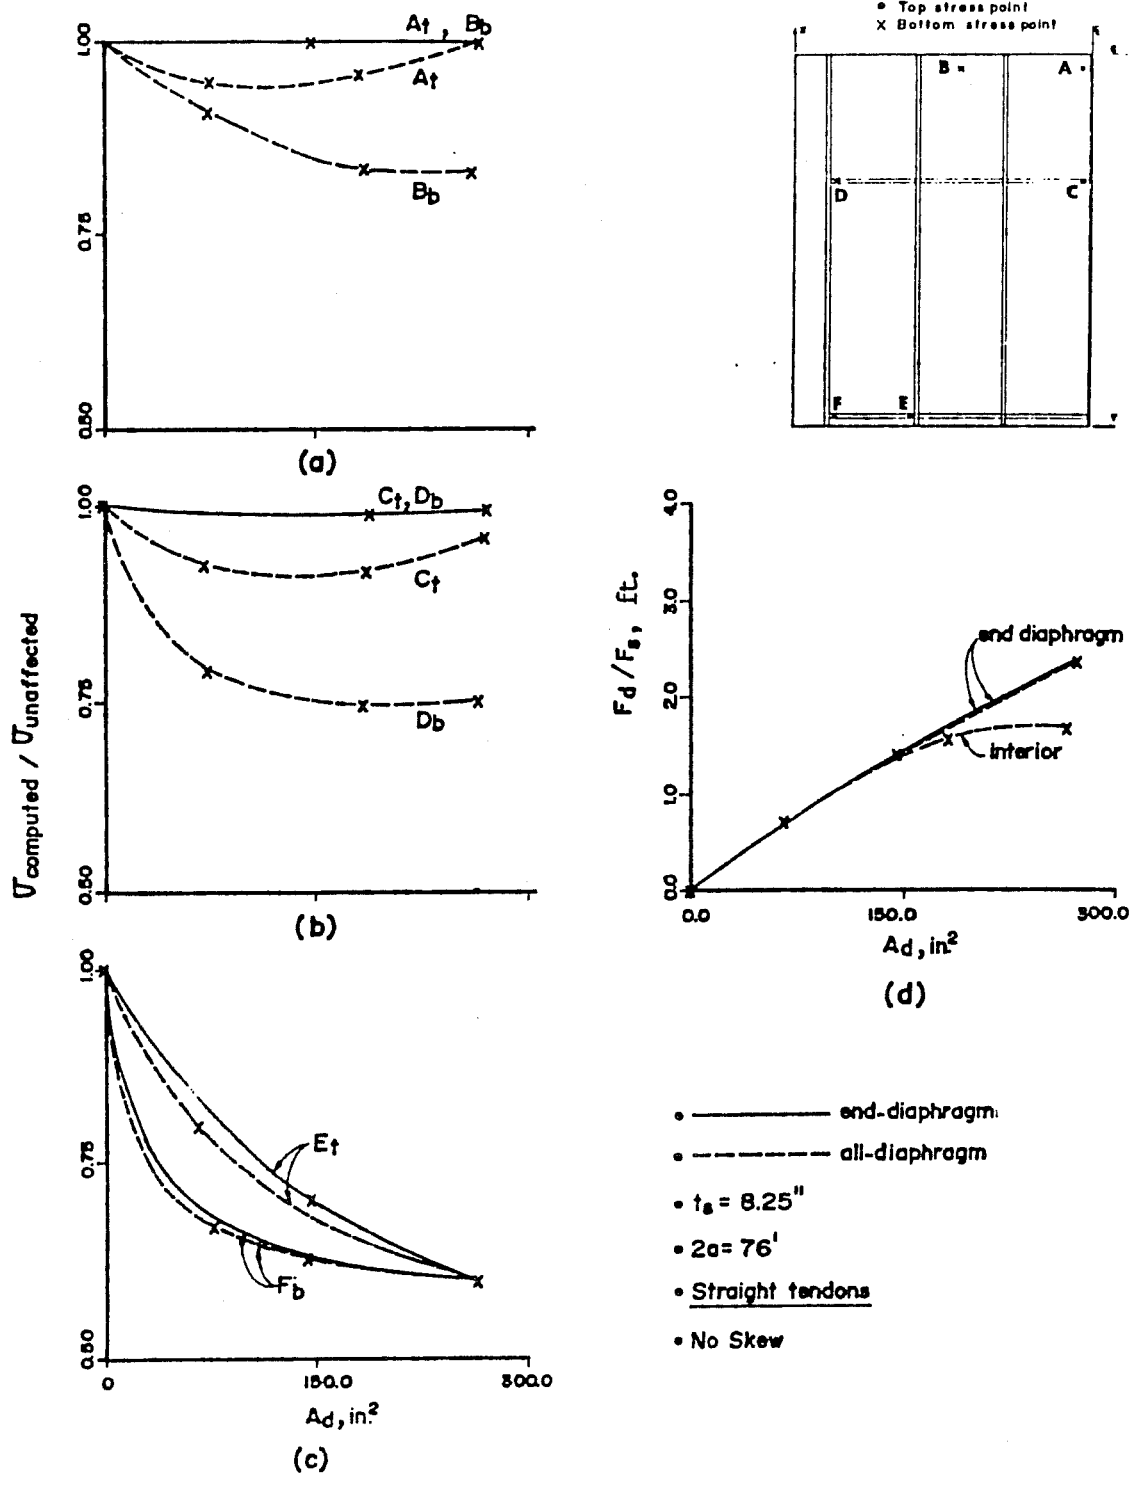 • Top stress point
x Bottom stress point
At, Bb
1.00
At
Bb
0.75
0.50
(a)
x
B
A
D
C
F
E
Y
1.00
Ct, Db
Ct
0.75
Db
0.50
(b)
σcomputed / σunaffected
4.0
3.0
2.0
1.0
0.0
Fd/Fs, ft.
end diaphragm
interior
0.0
150.0
300.0
Ad, in.²
(d)
1.00
0.75
0.50
Et
Fb
0
150.0
300.0
Ad, in.²
(c)
• end-diaphragm
• all-diaphragm
• ts = 8.25"
• 2a = 76'
• Straight tendons
• No Skew